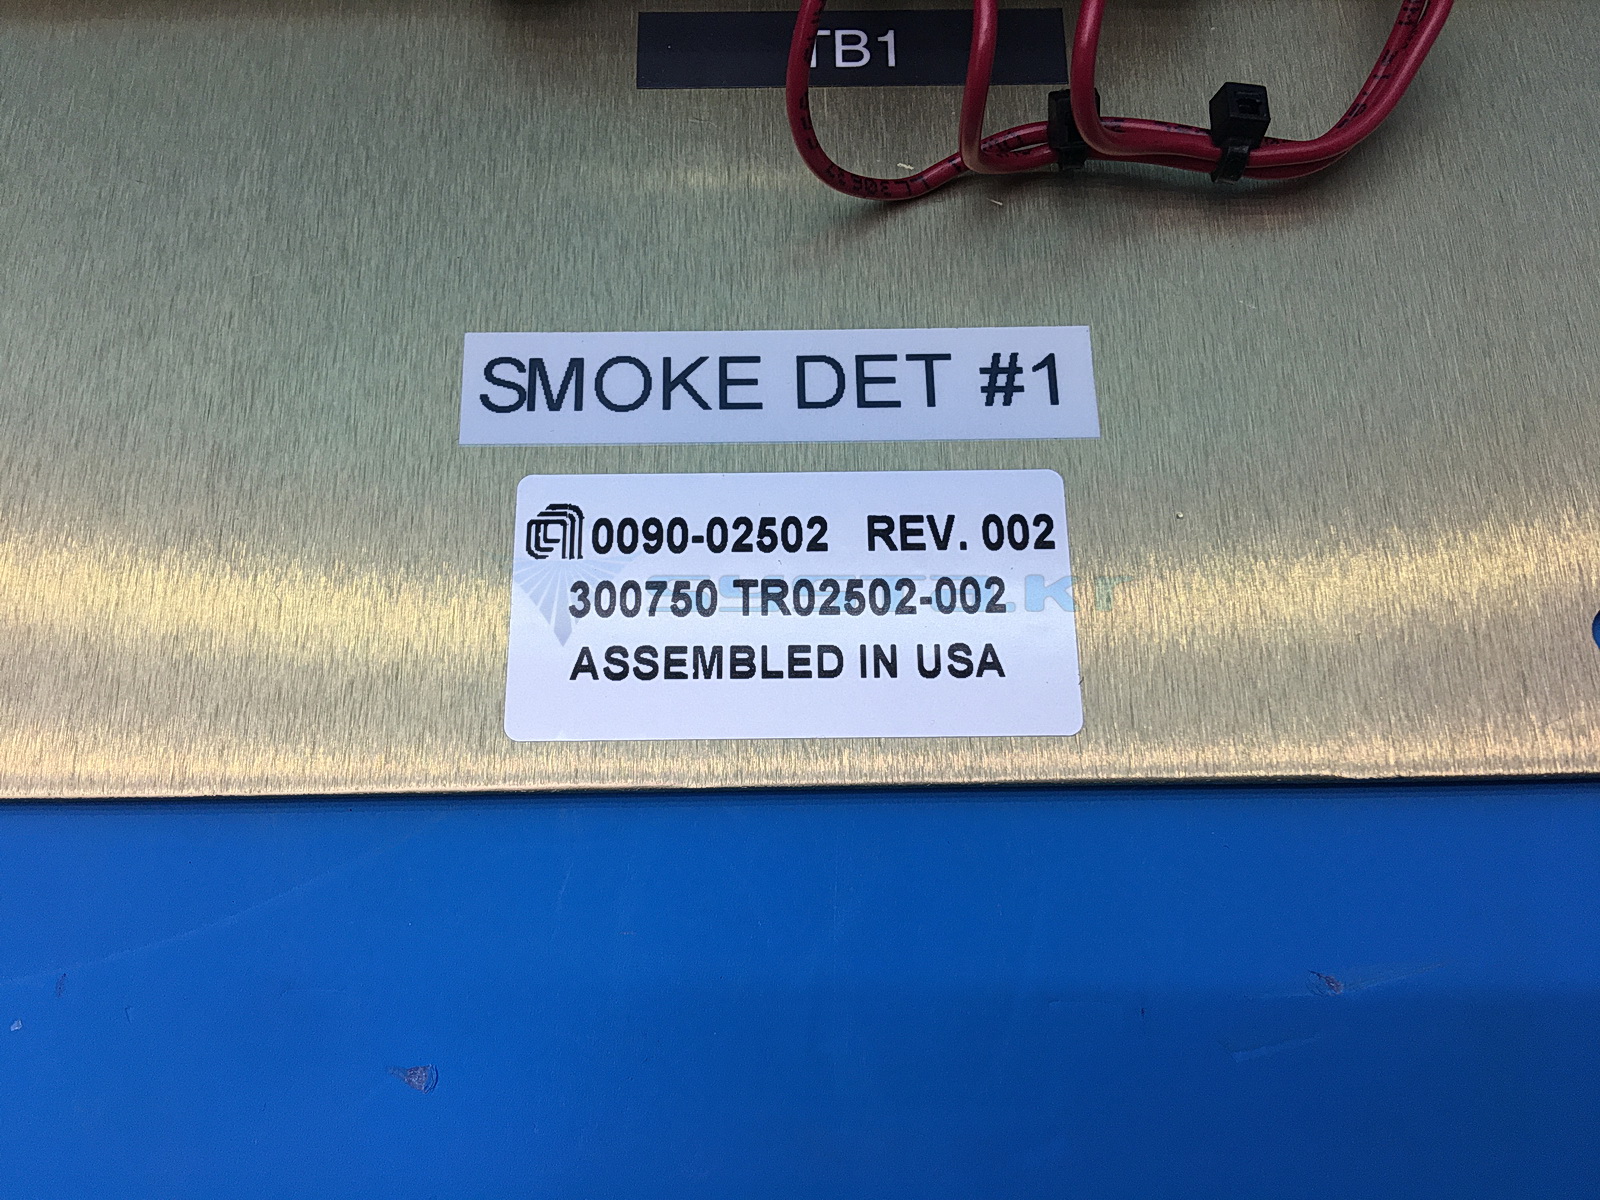 TB1
SMOKE DET #1
0090-02502 REV. 002
300750 TR02502-002
ASSEMBLED IN USA